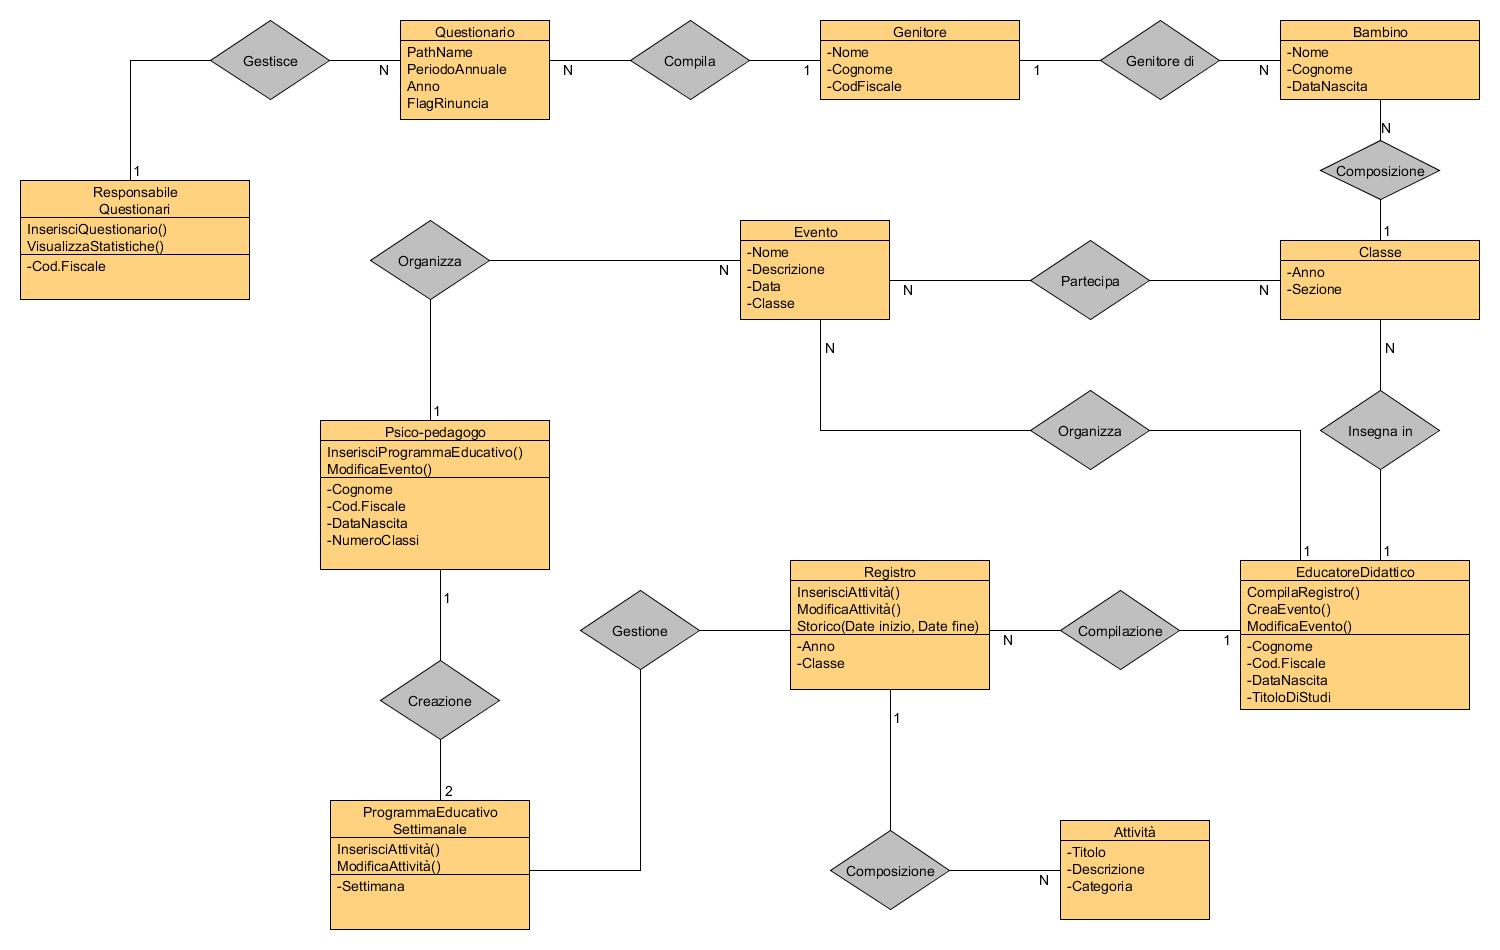 Gestisce
N
Questionario
PathName
PeriodoAnnuale
Anno
FlagRinuncia
N
Compila
1
Genitore
-Nome
-Cognome
-CodFiscale
1
Genitore di
N
Bambino
-Nome
-Cognome
-DataNascita
N
Composizione
1
1
Responsabile
Questionari
InserisciQuestionario()
VisualizzaStatistiche()
-Cod.Fiscale
Organizza
N
Evento
-Nome
-Descrizione
-Data
-Classe
N
Partecipa
N
Classe
-Anno
-Sezione
N
N
Organizza
1
Insegna in
1
1
Psico-pedagogo
InserisciProgrammaEducativo()
ModificaEvento()
-Cognome
-Cod.Fiscale
-DataNascita
-NumeroClassi
1
Creazione
2
Gestione
Registro
InserisciAttività()
ModificaAttività()
Storico(Date inizio, Date fine)
-Anno
-Classe
N
Compilazione
1
EducatoreDidattico
CompilaRegistro()
CreaEvento()
ModificaEvento()
-Cognome
-Cod.Fiscale
-DataNascita
-TitoloDiStudi
1
ProgrammaEducativo
Settimanale
InserisciAttività()
ModificaAttività()
-Settimana
Composizione
N
Attività
-Titolo
-Descrizione
-Categoria